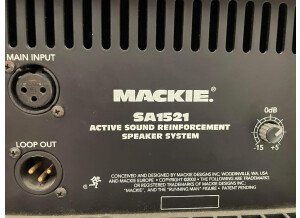 MAIN INPUT
MACKIE.
SA1521
ACTIVE SOUND REINFORCEMENT
SPEAKER SYSTEM
0dB
-15 +5
LOOP OUT
CONCEIVED AND DESIGNED BY MACKIE DESIGNS INC, WOODINVILLE, WA, USA
AND MACKIE EUROPE • COPYRIGHT ©2002 • THE FOLLOWING ARE TRADEMARKS
OR REGISTERED TRADEMARKS OF MACKIE DESIGNS INC.:
"MACKIE", AND THE "RUNNING MAN" FIGURE • PATENT PENDING